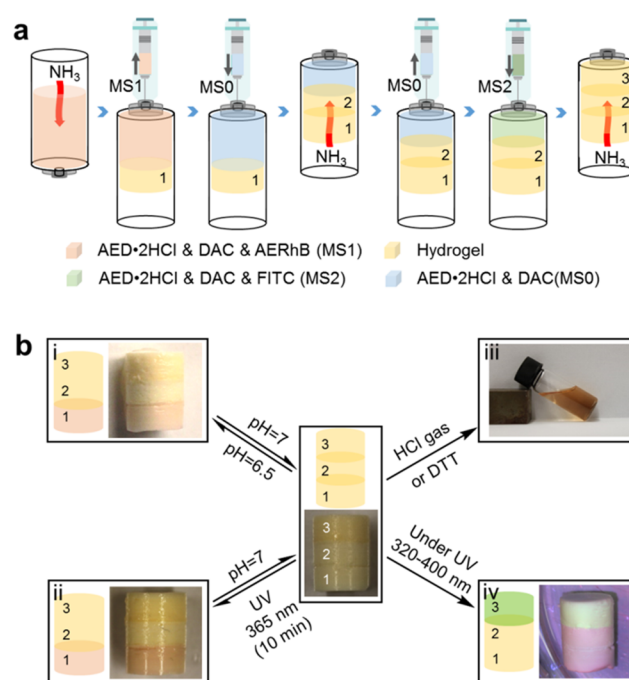 a
NH3
MS1
MS0
MS0
MS2
1
1
2
1
NH3
2
1
2
1
3
2
1
NH3
AED•2HCl & DAC & AERhB (MS1)
Hydrogel
AED•2HCl & DAC & FITC (MS2)
AED•2HCl & DAC(MS0)
b
i
3
2
1
pH=7
pH=6.5
iii
HCl gas
or DTT
3
2
1
3
2
1
ii
3
2
1
pH=7
UV
365 nm
(10 min)
Under UV
320-400 nm
iv
3
2
1